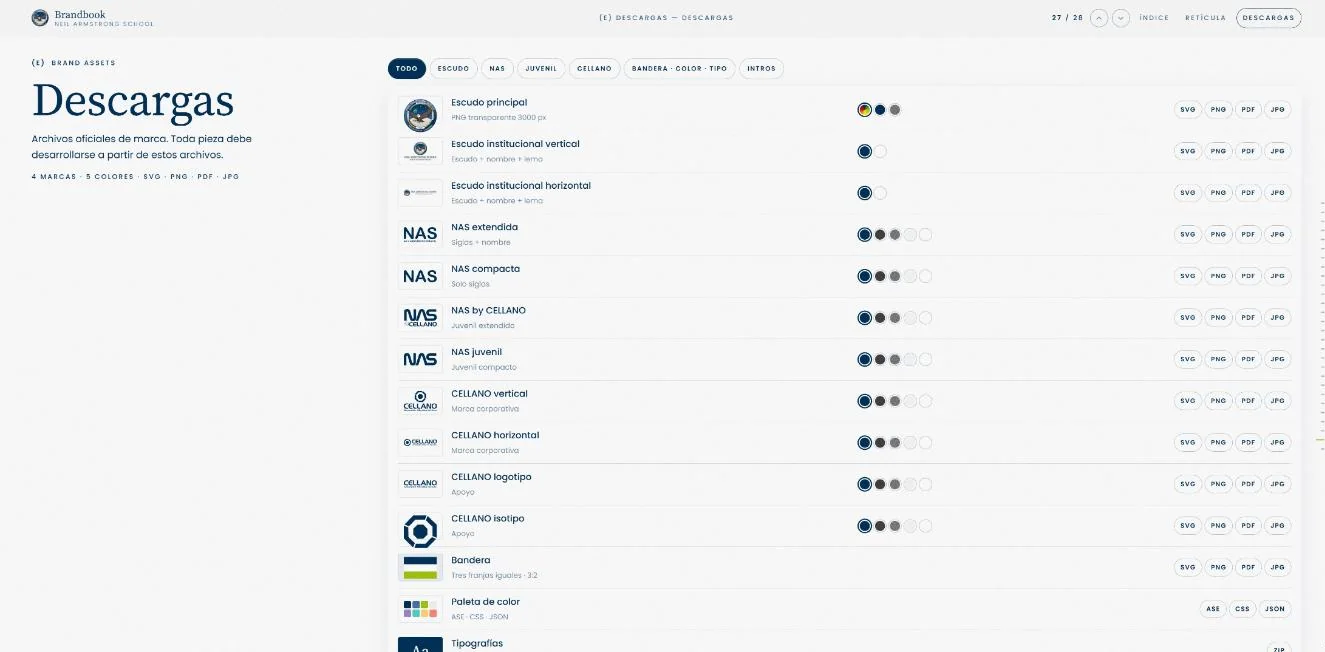 Brandbook
NEIL ARMSTRONG SCHOOL
(E) DESCARGAS — DESCARGAS
27 / 28
ÍNDICE
RETÍCULA
DESCARGAS
(E) BRAND ASSETS
Descargas
Archivos oficiales de marca. Toda pieza debe
desarrollarse a partir de estos archivos.
4 MARCAS · 5 COLORES · SVG · PNG · PDF · JPG
TODO
ESCUDO
NAS
JUVENIL
CELLANO
BANDERA · COLOR · TIPO
INTROS
Escudo principal
PNG transparente 3000 px
SVG PNG PDF JPG
Escudo institucional vertical
Escudo + nombre + lema
SVG PNG PDF JPG
Escudo institucional horizontal
Escudo + nombre + lema
SVG PNG PDF JPG
NAS
NAS extendida
Siglas + nombre
SVG PNG PDF JPG
NAS
NAS compacta
Solo siglas
SVG PNG PDF JPG
NAS
CELLANO
NAS by CELLANO
Juvenil extendida
SVG PNG PDF JPG
NAS
NAS juvenil
Juvenil compacto
SVG PNG PDF JPG
CELLANO
CELLANO vertical
Marca corporativa
SVG PNG PDF JPG
CELLANO
CELLANO horizontal
Marca corporativa
SVG PNG PDF JPG
CELLANO
CELLANO logotipo
Apoyo
SVG PNG PDF JPG
CELLANO isotipo
Apoyo
SVG PNG PDF JPG
Bandera
Tres franjas iguales · 3:2
SVG PNG PDF JPG
Paleta de color
ASE · CSS · JSON
ASE CSS JSON
Aa
Tipografías
ZIP